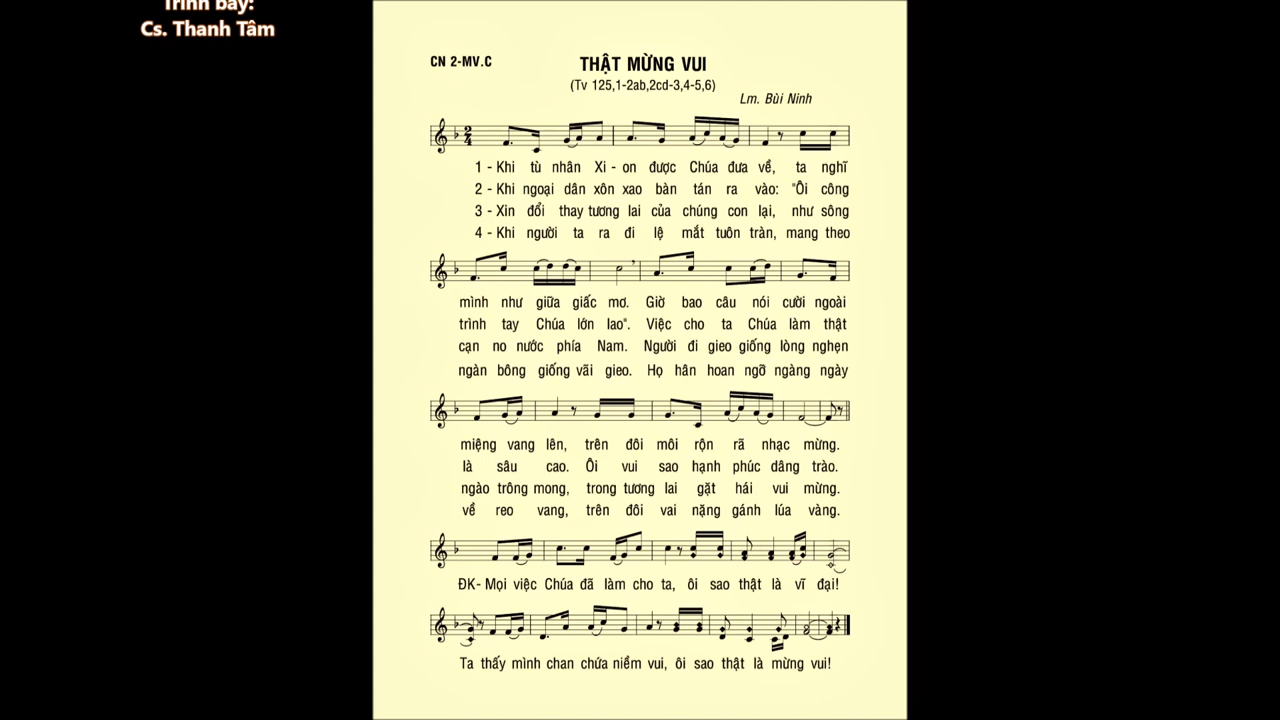 Trình bày:
Cs. Thanh Tâm
CN 2-MV.C
THẬT MỪNG VUI
(Tv 125,1-2ab,2cd-3,4-5,6)
Lm. Bùi Ninh
1 - Khi tù nhân Xi - on được Chúa đưa về, ta nghĩ
2 - Khi ngoại dân xôn xao bàn tán ra vào: "Ôi công
3 - Xin đổi thay tương lai của chúng con lại, như sông
4 - Khi người ta ra đi lệ mắt tuôn tràn, mang theo
mình như giữa giấc mơ. Giờ bao câu nói cười ngoài
trình tay Chúa lớn lao". Việc cho ta Chúa làm thật
cạn no nước phía Nam. Người đi gieo giống lòng nghẹn
ngàn bông giống vãi gieo. Họ hân hoan ngỡ ngàng ngày
miệng vang lên, trên đôi môi rộn rã nhạc mừng.
là sâu cao. Ôi vui sao hạnh phúc dâng trào.
ngào trông mong, trong tương lai gặt hái vui mừng.
về reo vang, trên đôi vai nặng gánh lúa vàng.
ĐK- Mọi việc Chúa đã làm cho ta, ôi sao thật là vĩ đại!
Ta thấy mình chan chứa niềm vui, ôi sao thật là mừng vui!